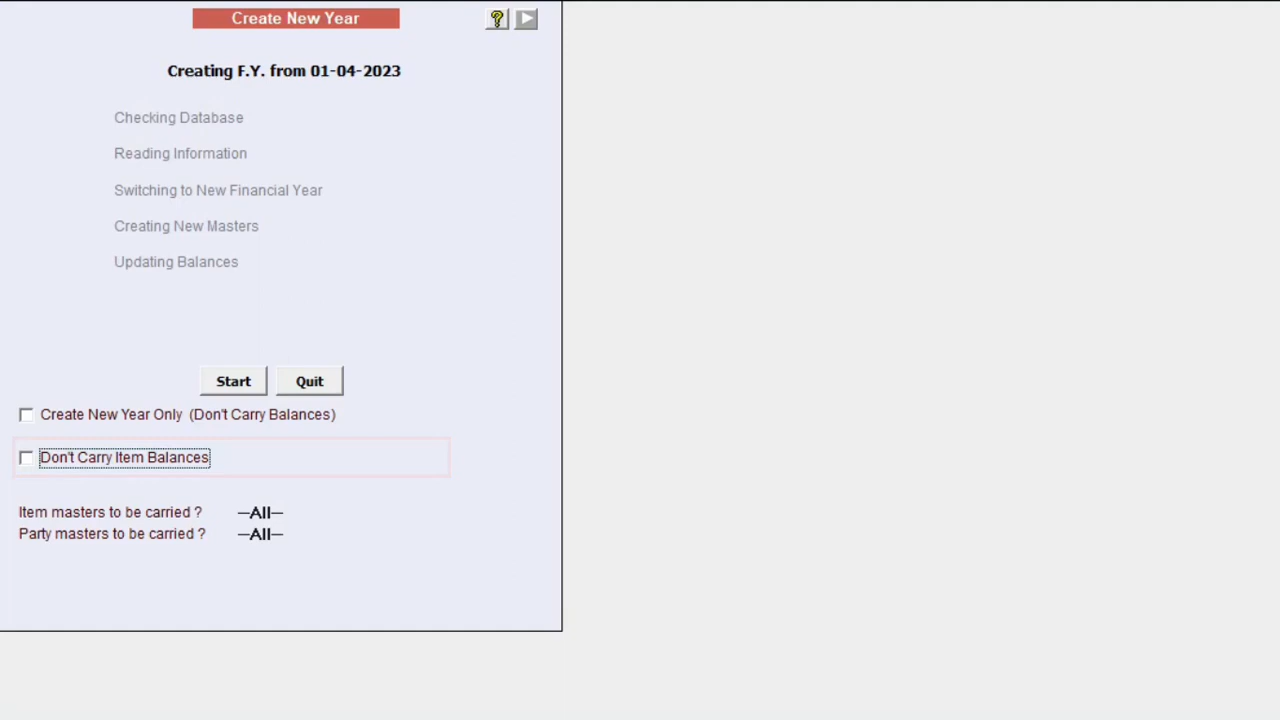 Create New Year
Creating F.Y. from 01-04-2023
Checking Database
Reading Information
Switching to New Financial Year
Creating New Masters
Updating Balances
Start Quit
Create New Year Only (Don't Carry Balances)
Don't Carry Item Balances
Item masters to be carried ? —All—
Party masters to be carried ? —All—